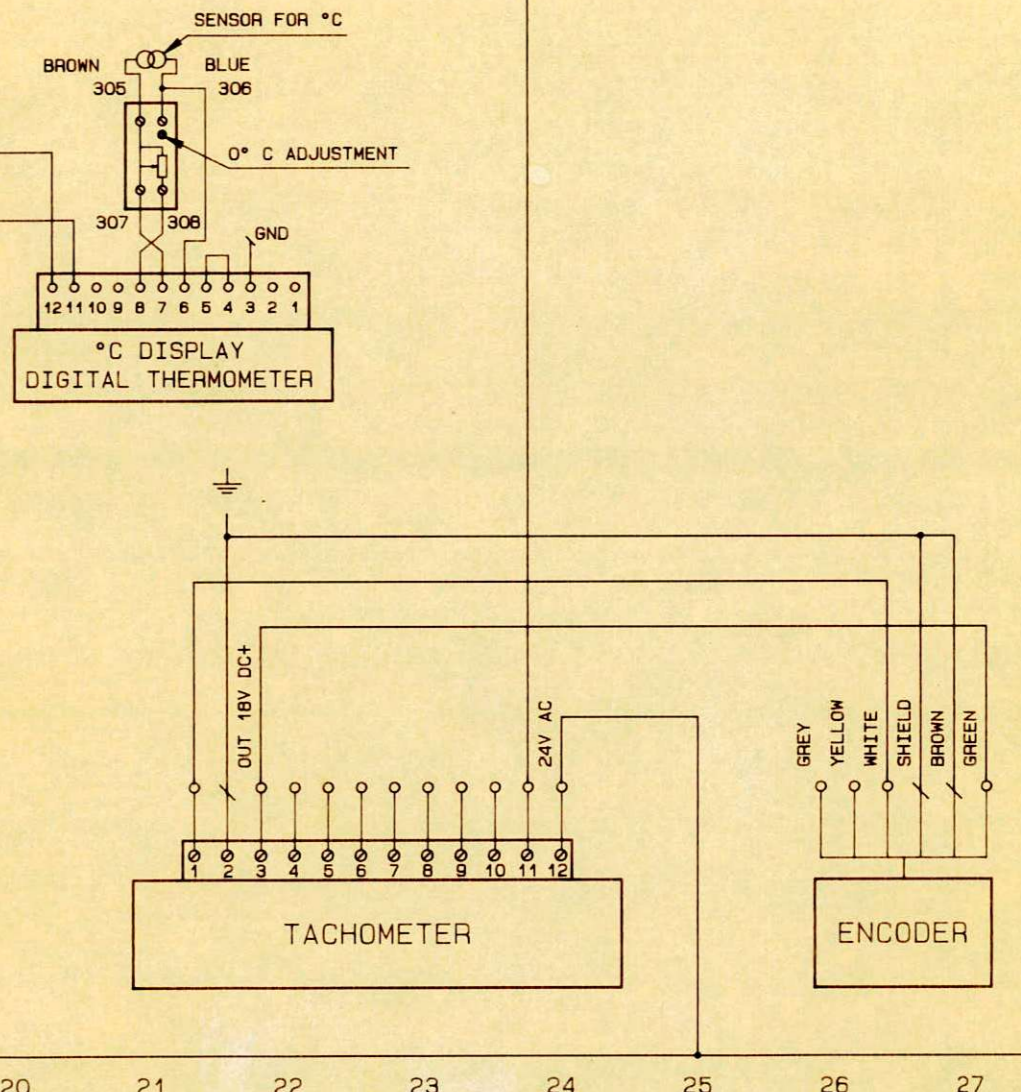 SENSOR FOR °C
BROWN BLUE
305 306
0° C ADJUSTMENT
307 308
GND
12 11 10 9 8 7 6 5 4 3 2 1
°C DISPLAY
DIGITAL THERMOMETER
OUT 18V DC+
24V AC
GREY
YELLOW
WHITE
SHIELD
BROWN
GREEN
1 2 3 4 5 6 7 8 9 10 11 12
TACHOMETER
ENCODER
20 21 22 23 24 25 26 27